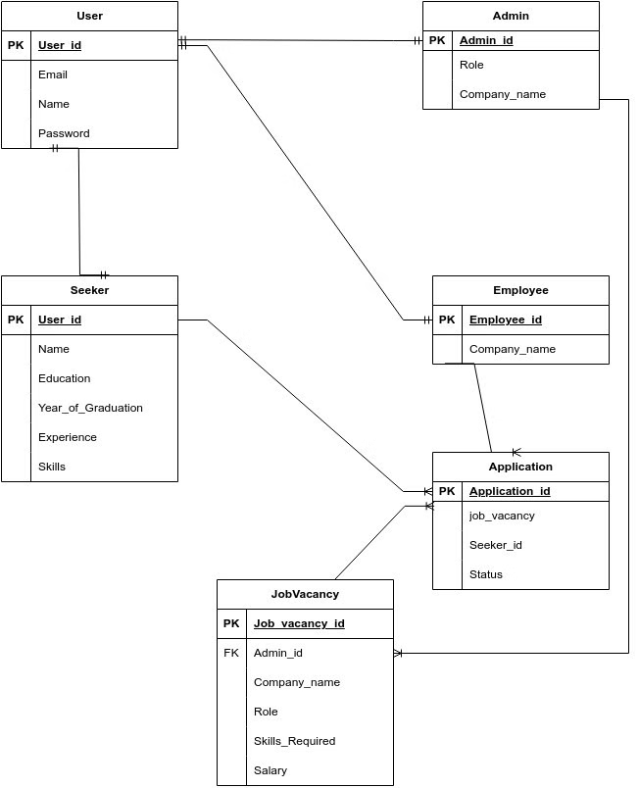 User
PK User_id
Email
Name
Password
Admin
PK Admin_id
Role
Company_name
Seeker
PK User_id
Name
Education
Year_of_Graduation
Experience
Skills
Employee
PK Employee_id
Company_name
Application
PK Application_id
job_vacancy
Seeker_id
Status
JobVacancy
PK Job_vacancy_id
FK Admin_id
Company_name
Role
Skills_Required
Salary